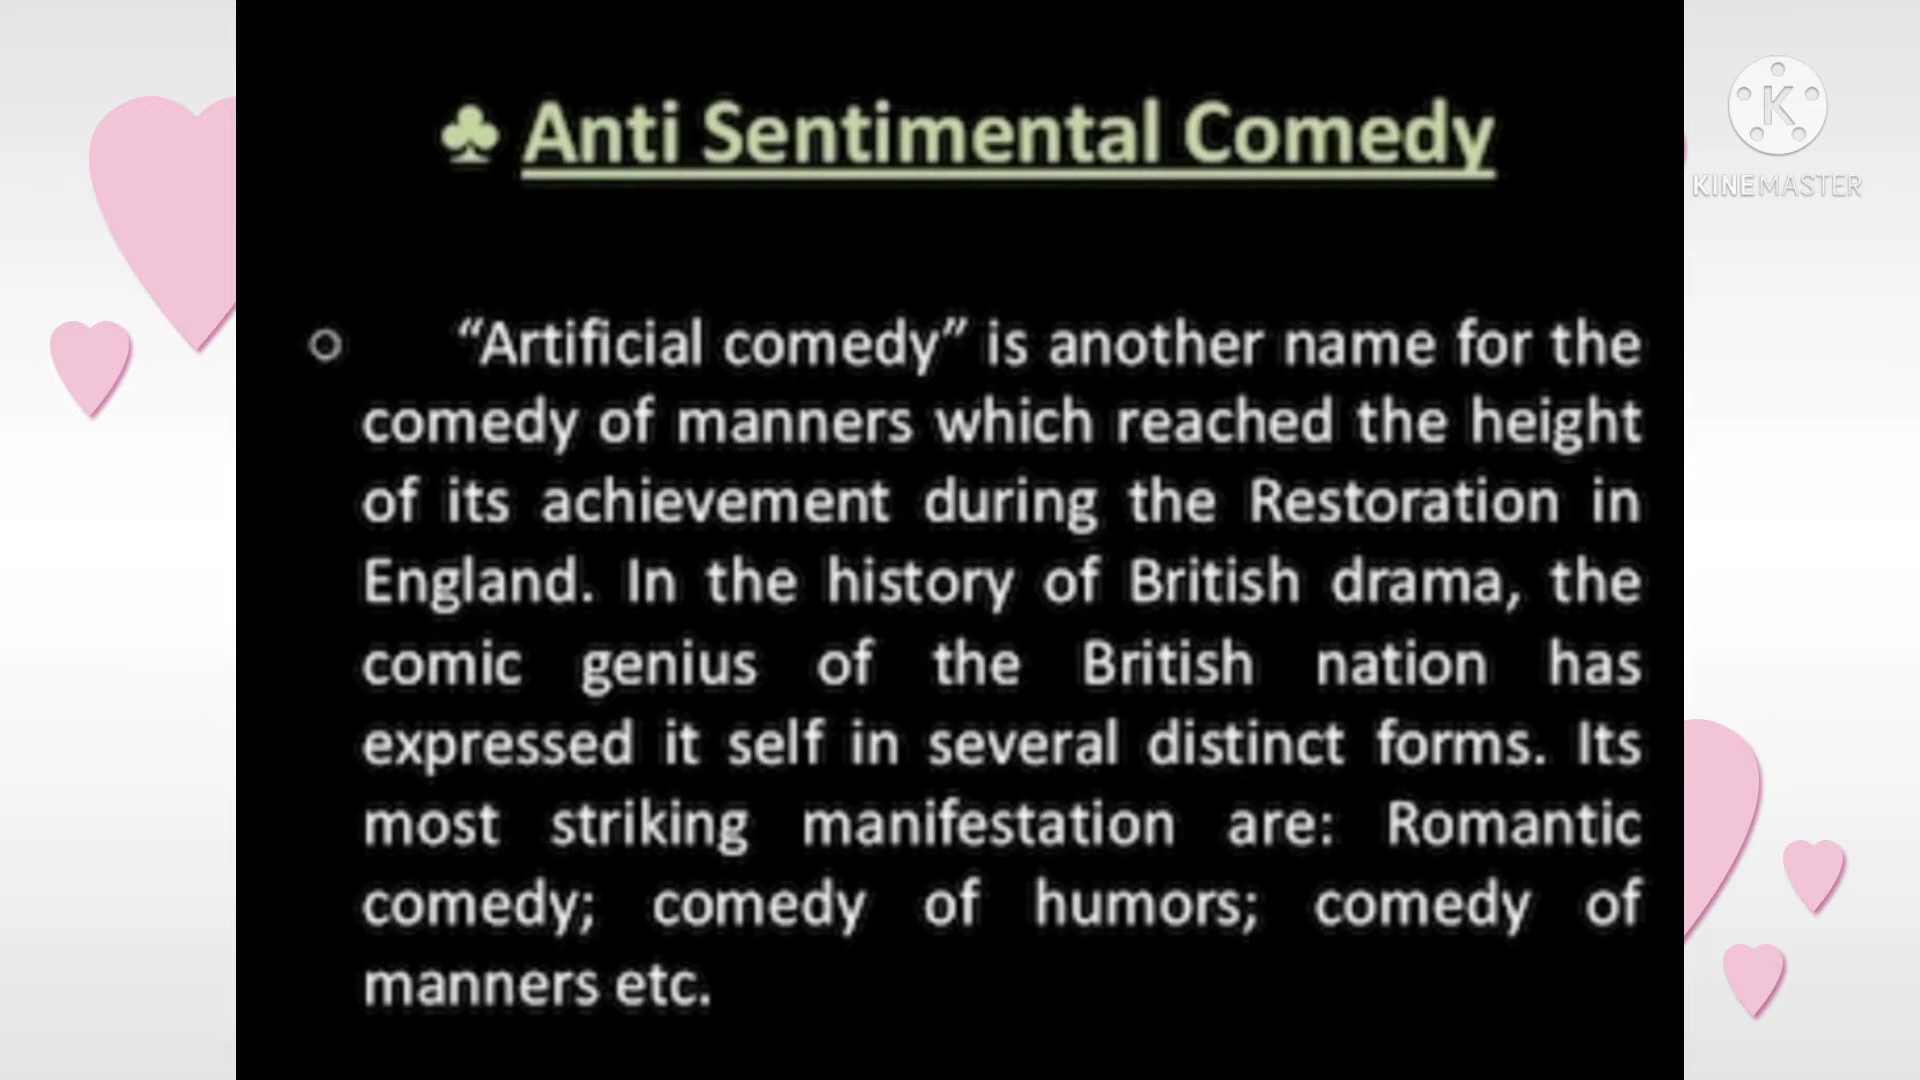 ♣ Anti Sentimental Comedy
K
KINEMASTER
○ “Artificial comedy” is another name for the
comedy of manners which reached the height
of its achievement during the Restoration in
England. In the history of British drama, the
comic genius of the British nation has
expressed it self in several distinct forms. Its
most striking manifestation are: Romantic
comedy; comedy of humors; comedy of
manners etc.